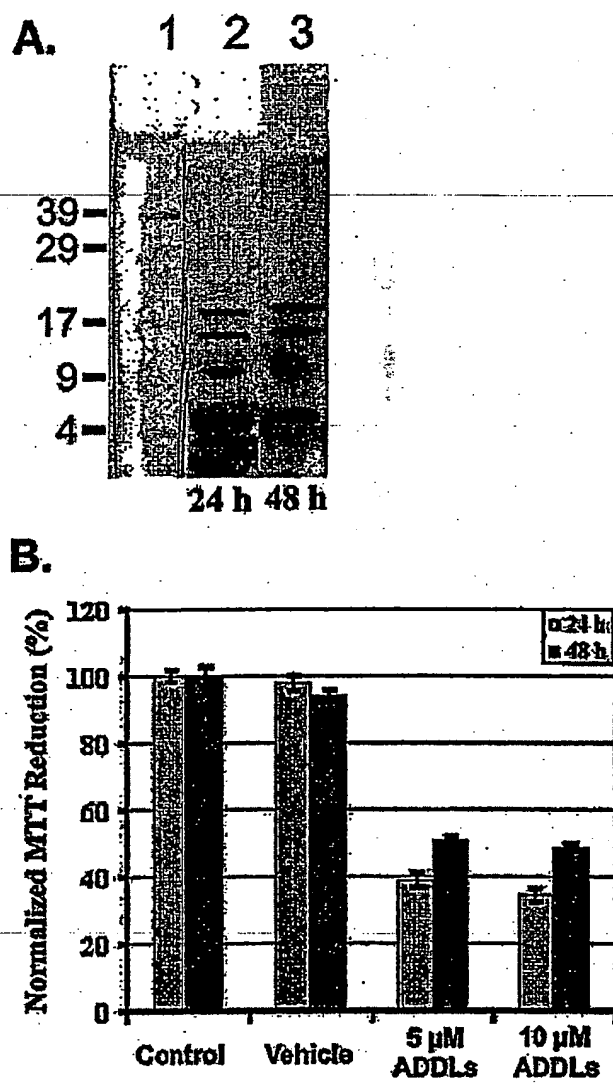 A.
1 2 3
39
29
17
9
4
24 h 48 h
B.
Normalized MTT Reduction (%)
120
100
80
60
40
20
0
24 h
48 h
Control Vehicle 5 µM ADDLs 10 µM ADDLs